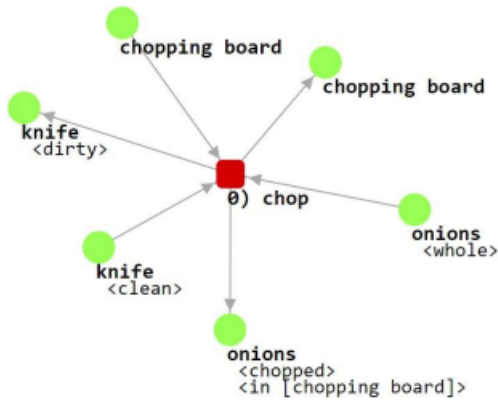 chopping board
chopping board
knife
<dirty>
0) chop
onions
<whole>
knife
<clean>
onions
<chopped>
<in [chopping board]>